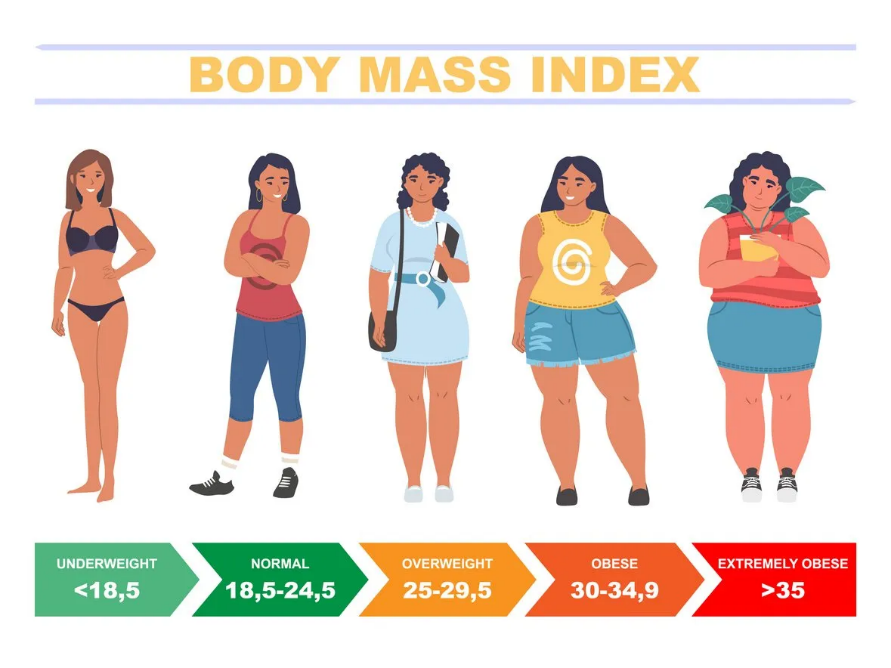 BODY MASS INDEX
UNDERWEIGHT
<18,5
NORMAL
18,5-24,5
OVERWEIGHT
25-29,5
OBESE
30-34,9
EXTREMELY OBESE
>35